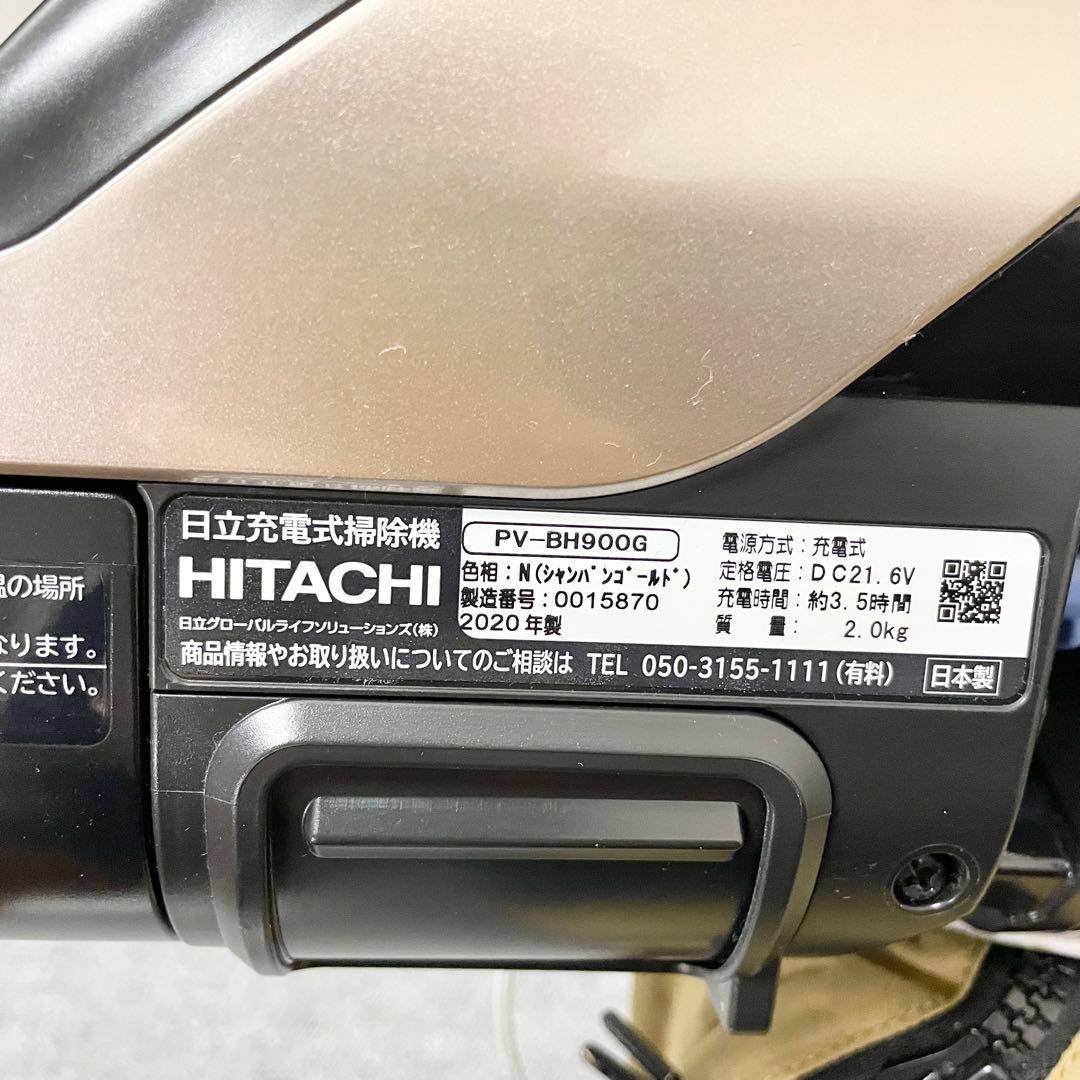 温の場所
なります。
ください。
日立充電式掃除機
HITACHI
日立グローバルライフソリューションズ(株)
PV-BH900G
色相:N(シャンパンゴールド)
製造番号:0015870
2020年製
電源方式:充電式
定格電圧:DC21.6V
充電時間:約3.5時間
質 量: 2.0kg
商品情報やお取り扱いについてのご相談は TEL 050-3155-1111(有料) 日本製